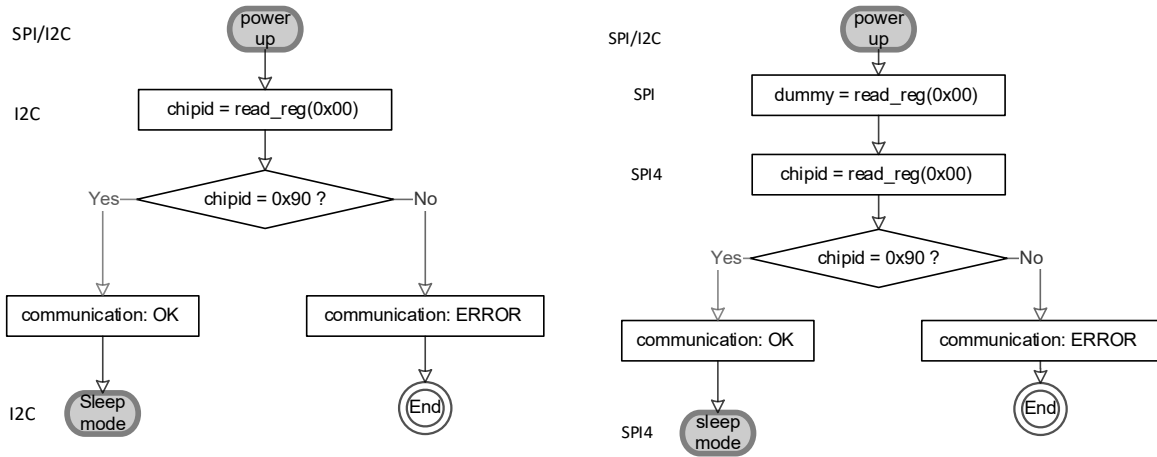 SPI/I2C
power
up
I2C
chipid = read_reg(0x00)
chipid = 0x90 ?
Yes
No
communication: OK
communication: ERROR
I2C
Sleep
mode
End
SPI/I2C
power
up
SPI
dummy = read_reg(0x00)
SPI4
chipid = read_reg(0x00)
chipid = 0x90 ?
Yes
No
communication: OK
communication: ERROR
SPI4
sleep
mode
End